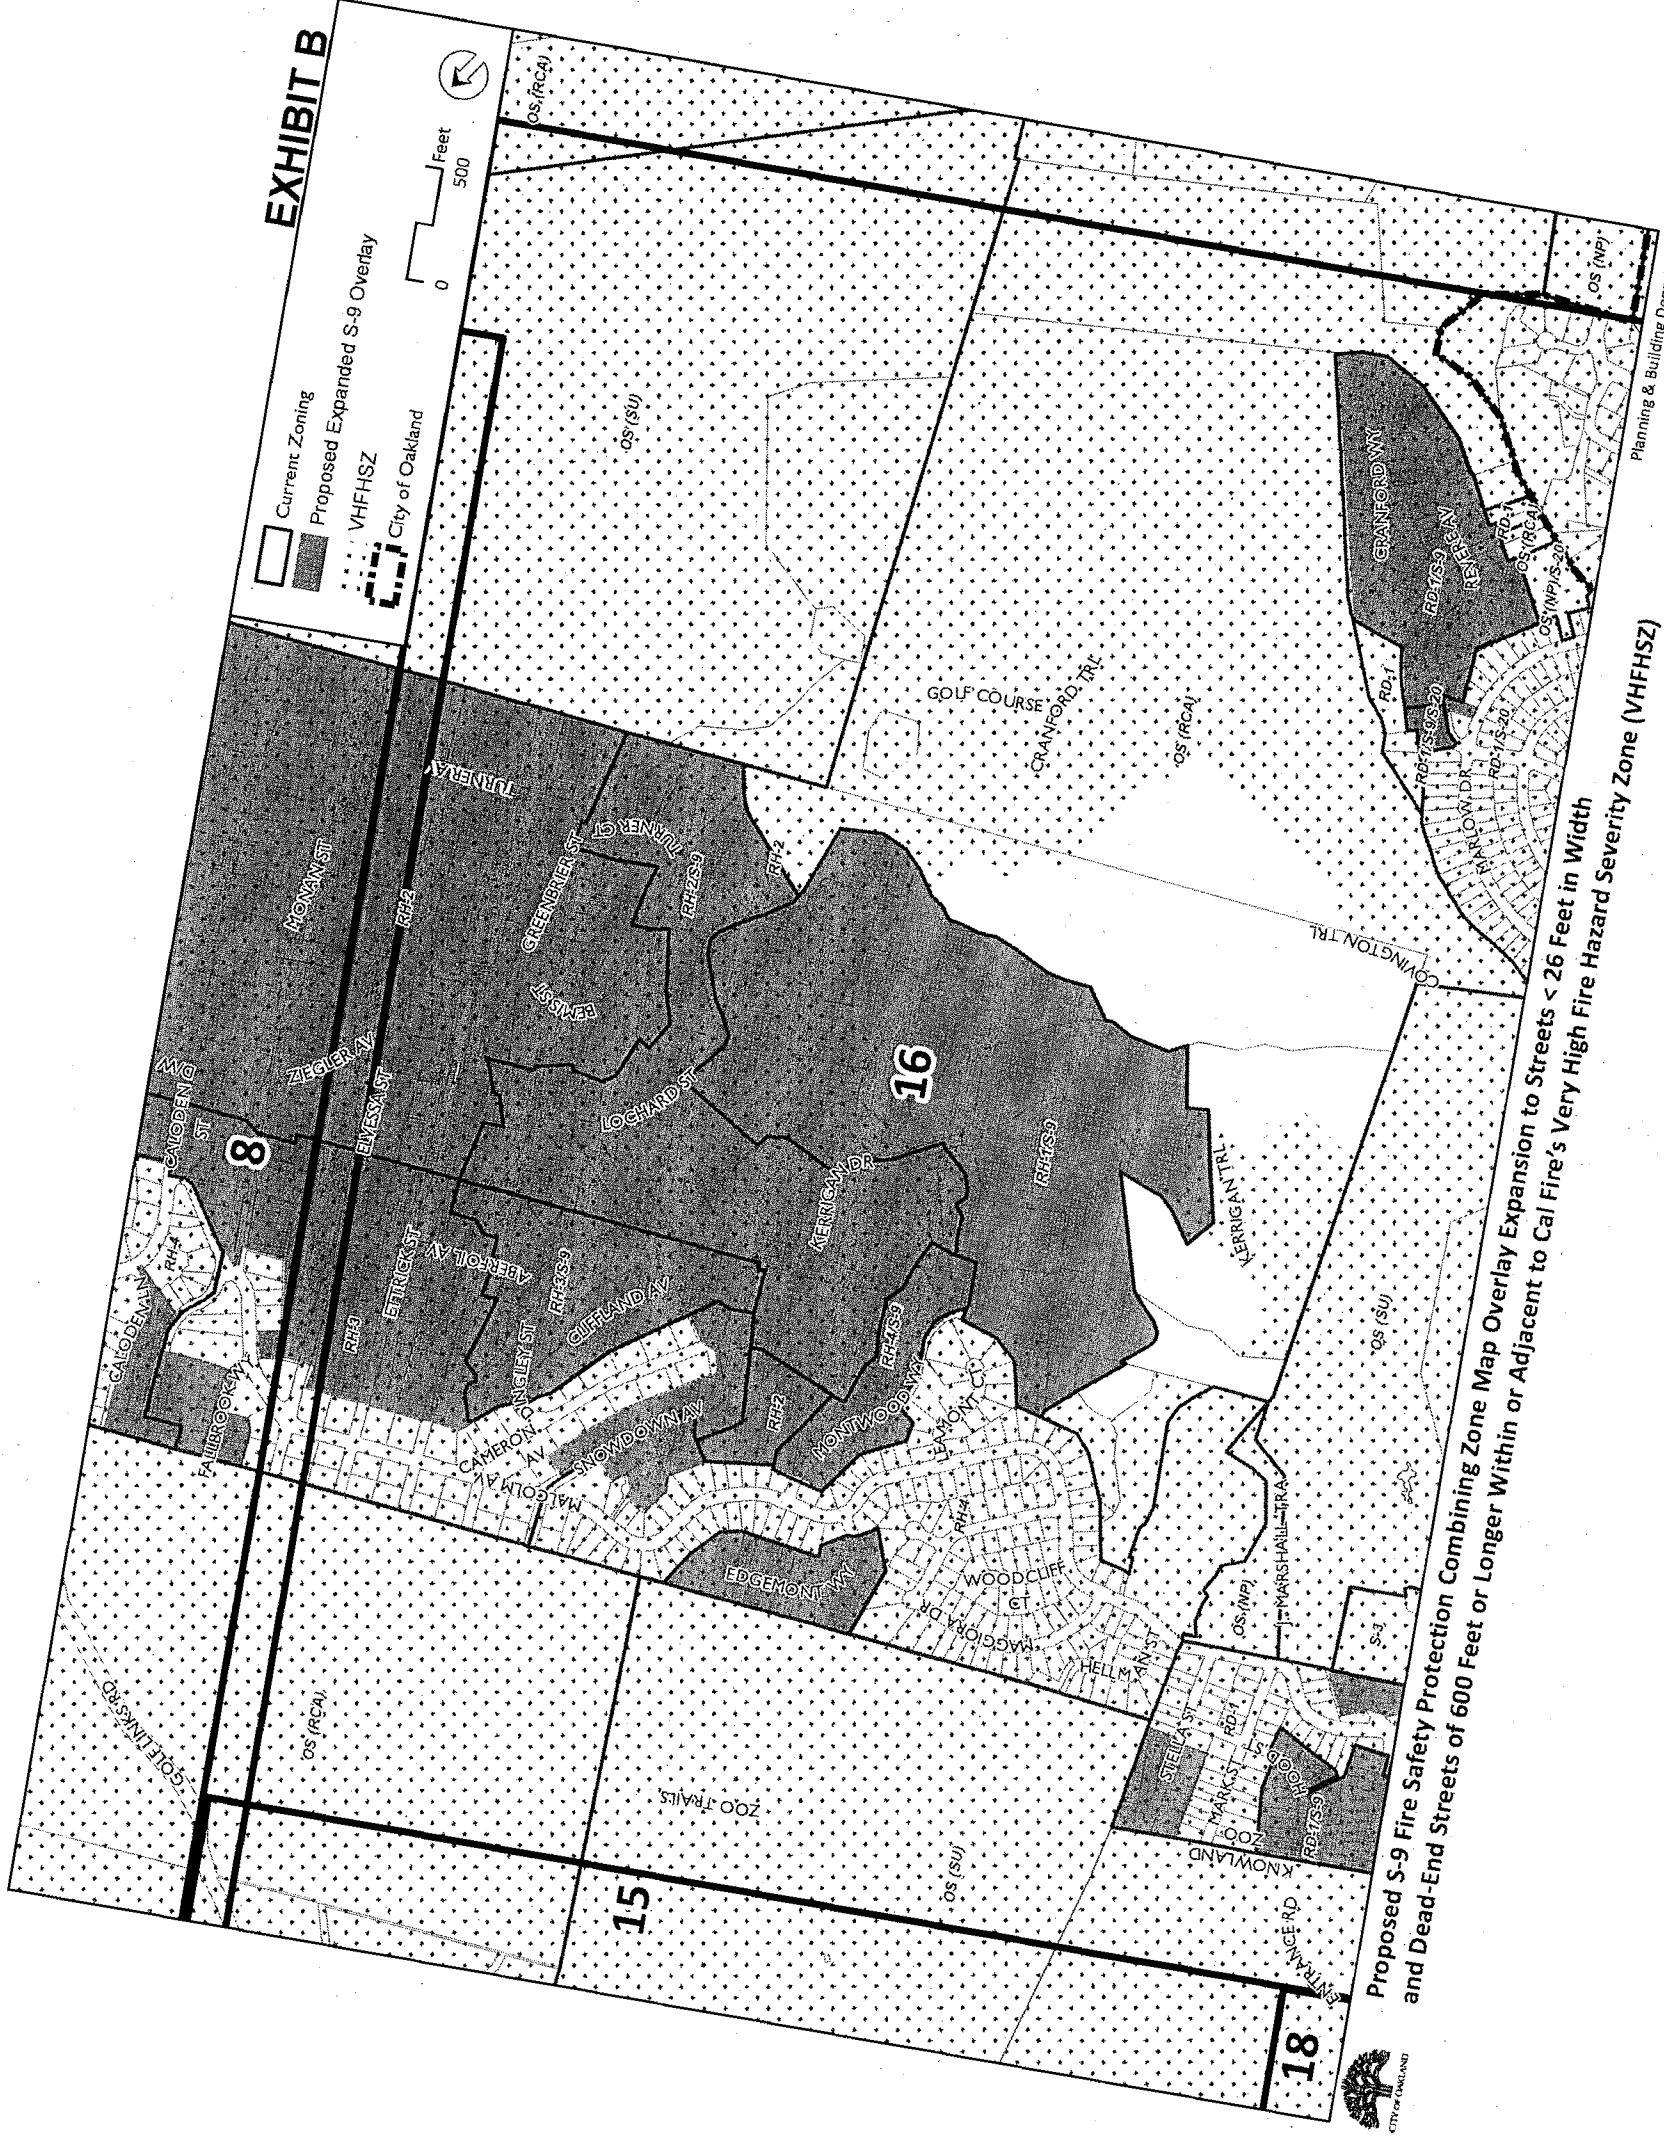 EXHIBIT B
Current Zoning
Proposed Expanded S-9 Overlay
VHFHSZ
City of Oakland
0
500
Feet
OS (RCA)
OS (SU)
MONAN ST
TURNER AV
RH-2
GREENBRIER ST
TURNER CT
RH-2/S-9
RH-2
BEMIS ST
ZIEGLER AV
ELVESSA ST
CALODEN ST
8
LOCHARD ST
16
GOLF COURSE
CRANFORD TRL
OS (RCA)
COVINGTON TRL
CRANFORD WY
RD-1/S-9
REVERE AV
RD-1
OS (RCA)
OS (NP)/S-20
OS (NP)
RD-1
RD-1/S-9/S-20
RD-1/S-20
MARLOW DR
CALODEN LN
RH-4
FALLBROOK WY
RH-3
ETTRICK ST
ABERFOIL AV
LANGLEY ST
RH-3/S-9
CLIFFLAND AV
CAMERON AV
MALCOLM AV
SNOWDOWN AV
KERRIGAN DR
RH-1/S-9
RH-4/S-9
RH-2
MONTWOOD WY
LEAMONT CT
KERRIGAN TRL
EDGEMONT WY
RH-4
WOODCLIFF CT
MAGGIORA DR
HELLMAN ST
OS (SU)
J. MARSHALL TRA
OS (NP)
S-3
STELLA ST
RD-1
MARK ST
HOOD ST
RD-1/S-9
KNOWLAND ZOO
ENTRANCE RD
GOLF LINKS RD
OS (RCA)
ZOO TRAILS
OS (SU)
15
18
CITY OF OAKLAND
Proposed S-9 Fire Safety Protection Combining Zone Map Overlay Expansion to Streets < 26 Feet in Width
and Dead-End Streets of 600 Feet or Longer Within or Adjacent to Cal Fire's Very High Fire Hazard Severity Zone (VHFHSZ)
Planning & Building